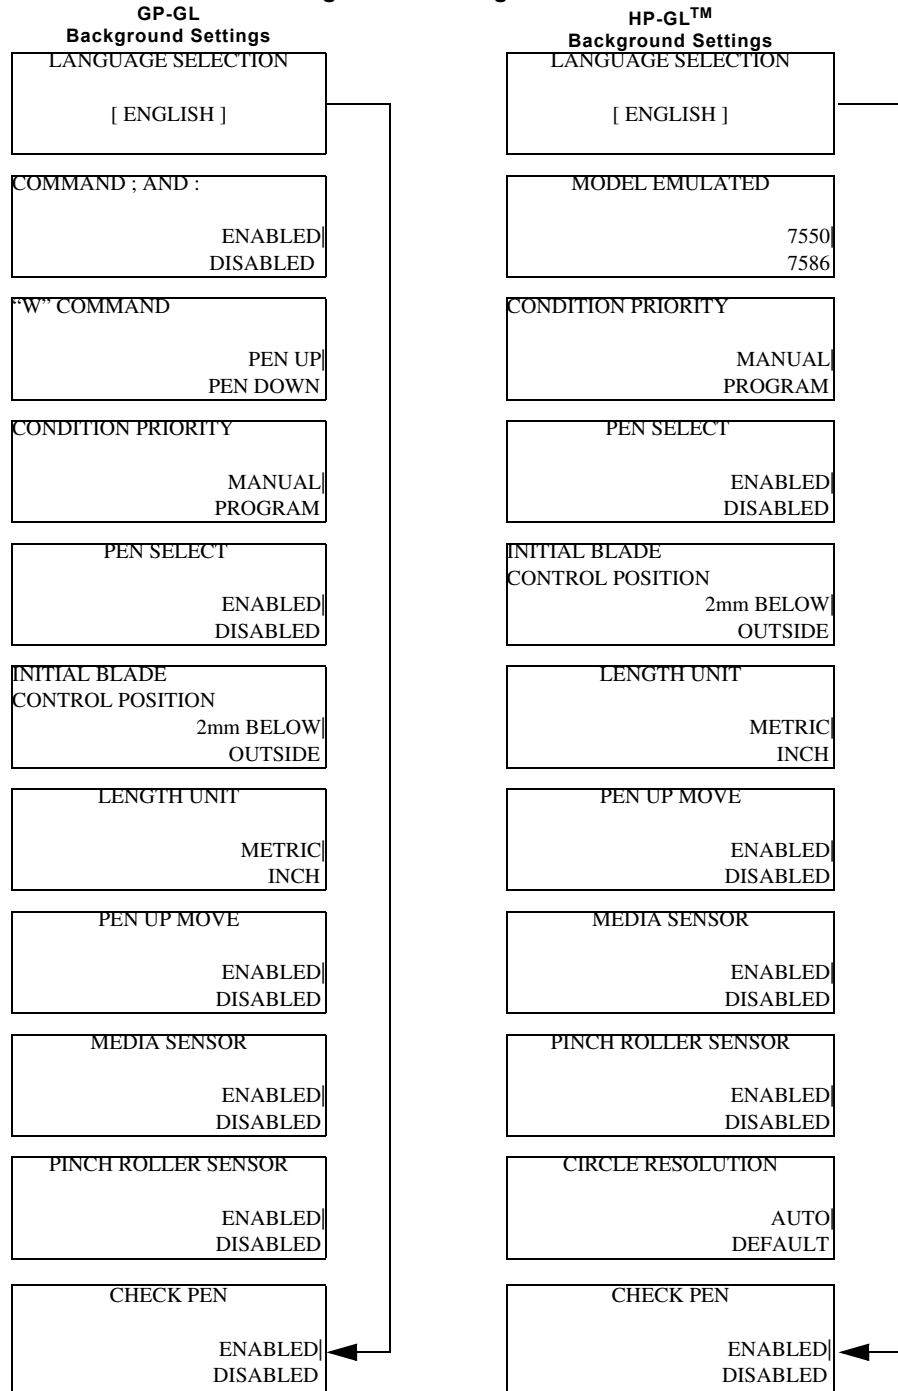 GP-GL
Background Settings
LANGUAGE SELECTION
[ ENGLISH ]
COMMAND ; AND :
ENABLED|
DISABLED
“W” COMMAND
PEN UP|
PEN DOWN
CONDITION PRIORITY
MANUAL|
PROGRAM
PEN SELECT
ENABLED|
DISABLED
INITIAL BLADE
CONTROL POSITION
2mm BELOW|
OUTSIDE
LENGTH UNIT
METRIC|
INCH
PEN UP MOVE
ENABLED|
DISABLED
MEDIA SENSOR
ENABLED|
DISABLED
PINCH ROLLER SENSOR
ENABLED|
DISABLED
CHECK PEN
ENABLED|
DISABLED
HP-GL™
Background Settings
LANGUAGE SELECTION
[ ENGLISH ]
MODEL EMULATED
7550|
7586
CONDITION PRIORITY
MANUAL|
PROGRAM
PEN SELECT
ENABLED|
DISABLED
INITIAL BLADE
CONTROL POSITION
2mm BELOW|
OUTSIDE
LENGTH UNIT
METRIC|
INCH
PEN UP MOVE
ENABLED|
DISABLED
MEDIA SENSOR
ENABLED|
DISABLED
PINCH ROLLER SENSOR
ENABLED|
DISABLED
CIRCLE RESOLUTION
AUTO|
DEFAULT
CHECK PEN
ENABLED|
DISABLED